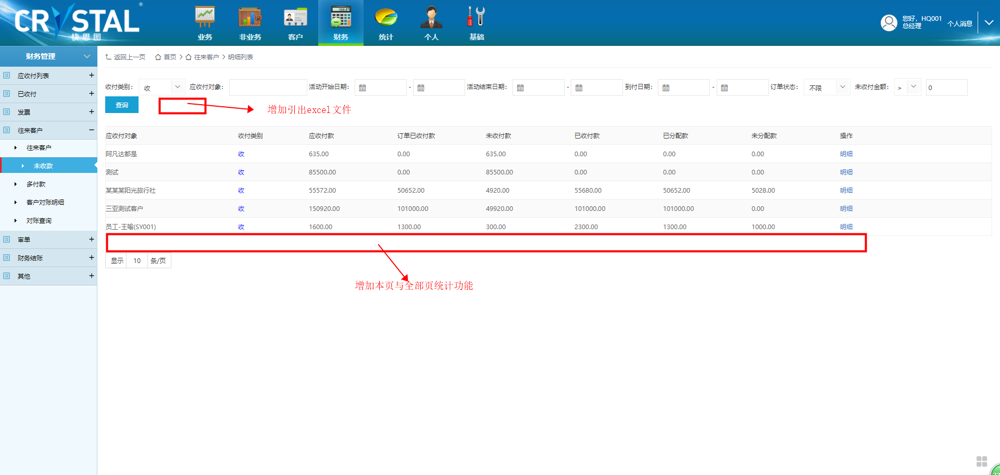 CRYSTAL ®
快思图
业务 非业务 客户 财务 统计 个人 基础
您好，HQ001
总经理
个人消息
财务管理
应收付列表 +
已收付 +
发票 +
往来客户 −
往来客户
未收款
多付款
客户对账明细
对账查询
审单 +
财务结账 +
其他 +
返回上一页 首页 > 往来客户 > 明细列表
收付类别： 收 应收付对象： 活动开始日期： - 活动结束日期： - 到付日期： - 订单状态： 不限 未收付金额： > 0
查询
增加引出excel文件
应收付对象 收付类别 应收付款 订单已收付款 未收付款 已收付款 已分配款 未分配款 操作
阿凡达都是 收 635.00 0.00 635.00 0.00 0.00 0.00 明细
测试 收 85500.00 0.00 85500.00 0.00 0.00 0.00 明细
某某某阳光旅行社 收 55572.00 50652.00 4920.00 55680.00 50652.00 5028.00 明细
三亚测试客户 收 150920.00 101000.00 49920.00 101000.00 101000.00 0.00 明细
员工-王喻(SY001) 收 1600.00 1300.00 300.00 2300.00 1300.00 1000.00 明细
显示 10 条/页
增加本页与全部页统计功能